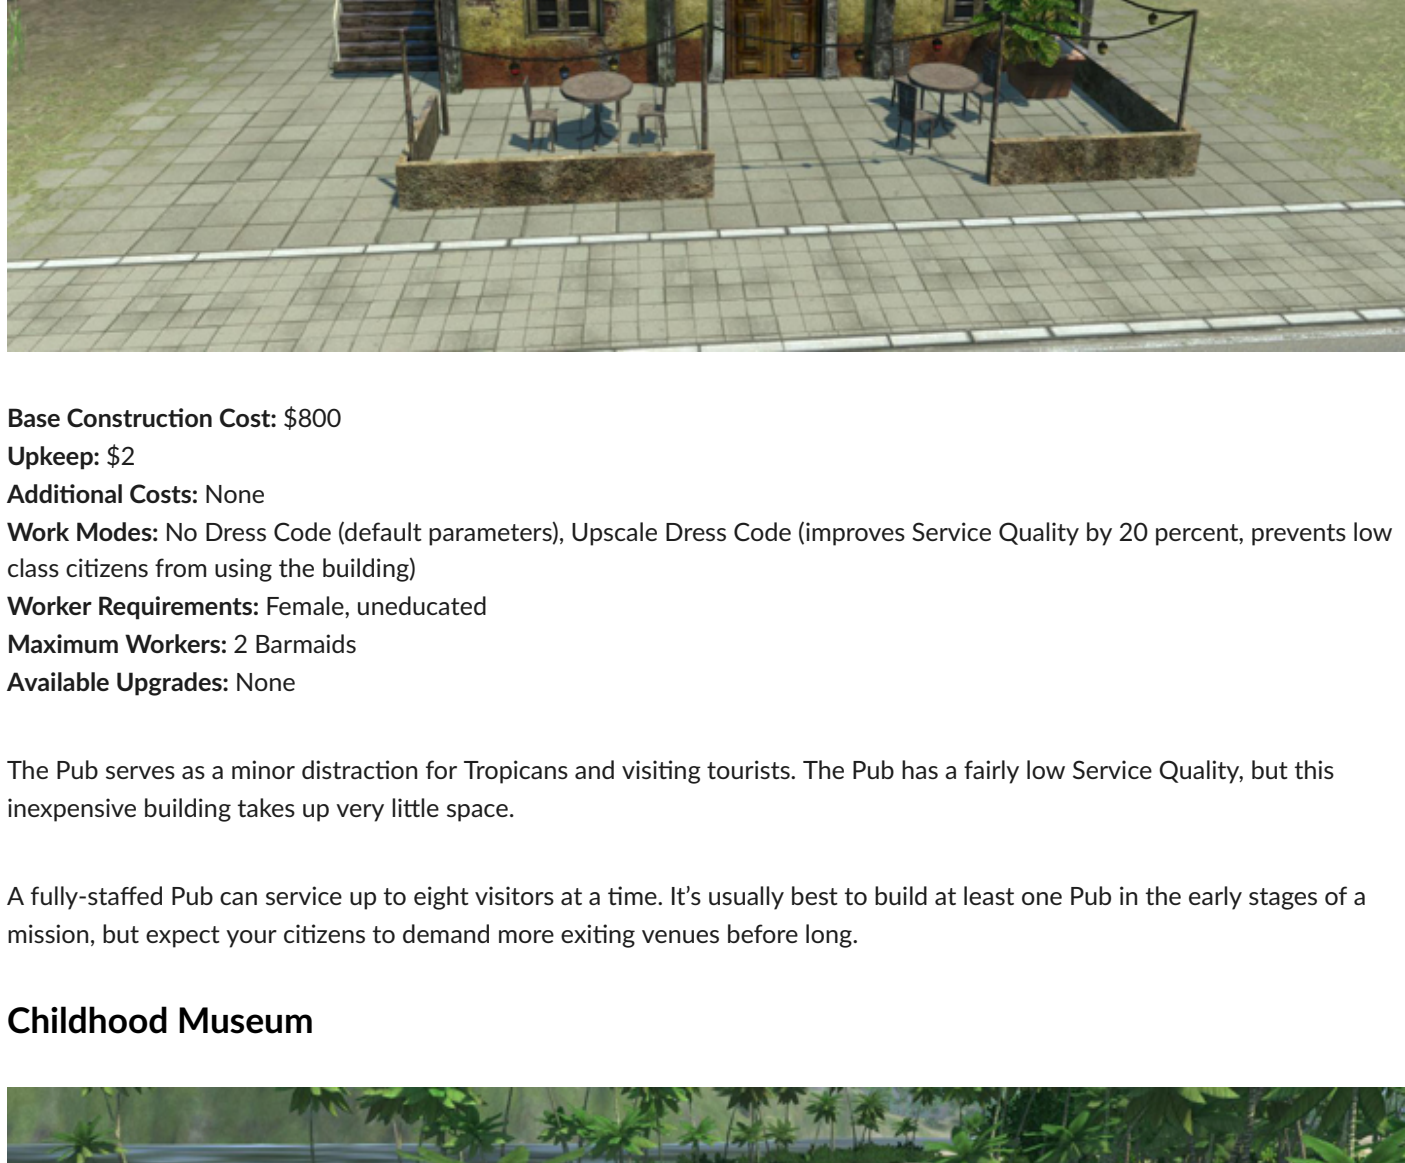 Base Construction Cost: $800
Upkeep: $2
Additional Costs: None
Work Modes: No Dress Code (default parameters), Upscale Dress Code (improves Service Quality by 20 percent, prevents low
class citizens from using the building)
Worker Requirements: Female, uneducated
Maximum Workers: 2 Barmaids
Available Upgrades: None
The Pub serves as a minor distraction for Tropicans and visiting tourists. The Pub has a fairly low Service Quality, but this
inexpensive building takes up very little space.
A fully-staffed Pub can service up to eight visitors at a time. It’s usually best to build at least one Pub in the early stages of a
mission, but expect your citizens to demand more exiting venues before long.
Childhood Museum